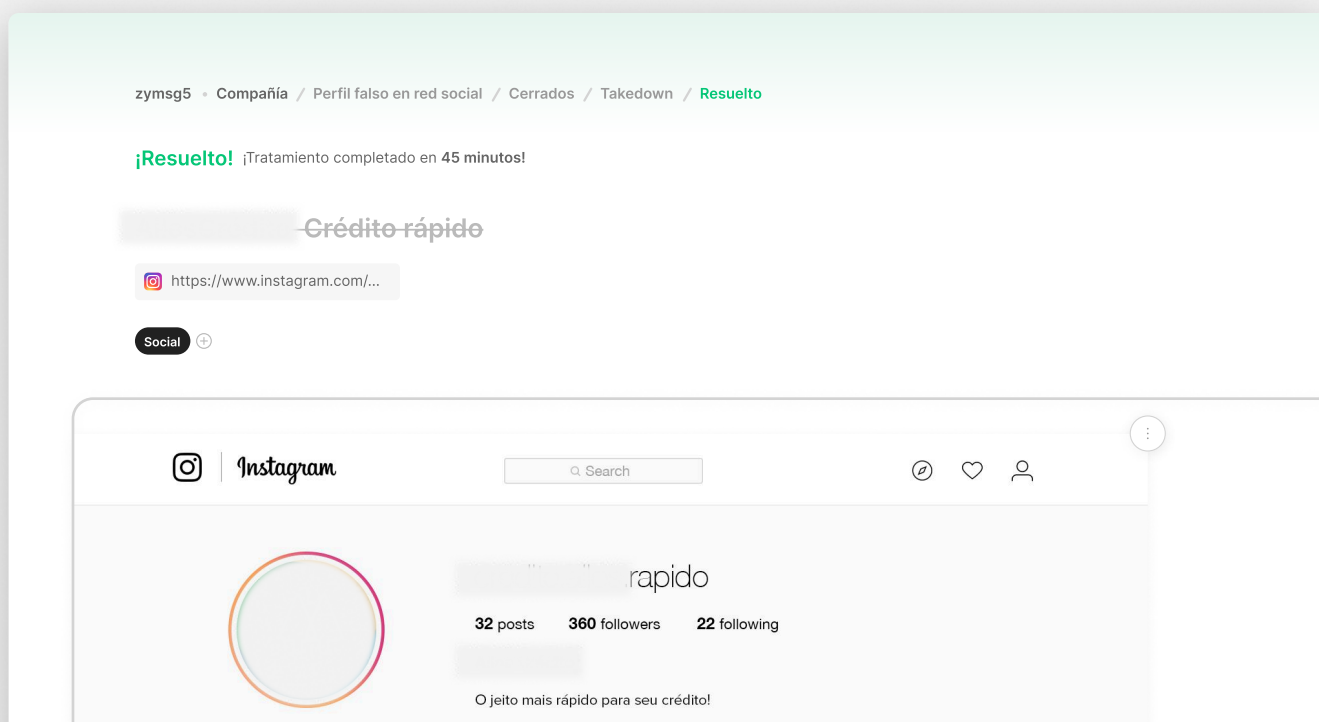 zymsg5 • Compañía / Perfil falso en red social / Cerrados / Takedown / Resuelto
¡Resuelto! ¡Tratamiento completado en 45 minutos!
Crédito rápido
https://www.instagram.com/...
Social
Instagram Search
rapido
32 posts 360 followers 22 following
O jeito mais rápido para seu crédito!